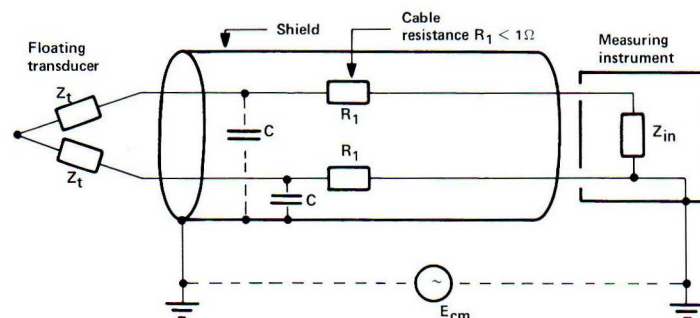 Shield
Cable
resistance R₁ < 1Ω
Floating
transducer
Measuring
instrument
Zt
Zt
C
R₁
Zin
R₁
C
~
Ecm